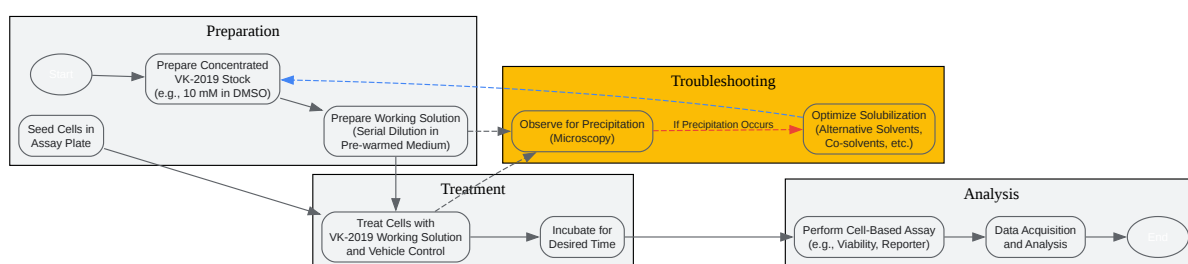 Preparation
Start
Prepare Concentrated
VK-2019 Stock
(e.g., 10 mM in DMSO)
Seed Cells in
Assay Plate
Prepare Working Solution
(Serial Dilution in
Pre-warmed Medium)
Troubleshooting
Observe for Precipitation
(Microscopy)
If Precipitation Occurs
Optimize Solubilization
(Alternative Solvents,
Co-solvents, etc.)
Treatment
Treat Cells with
VK-2019 Working Solution
and Vehicle Control
Incubate for
Desired Time
Analysis
Perform Cell-Based Assay
(e.g., Viability, Reporter)
Data Acquisition
and Analysis
End